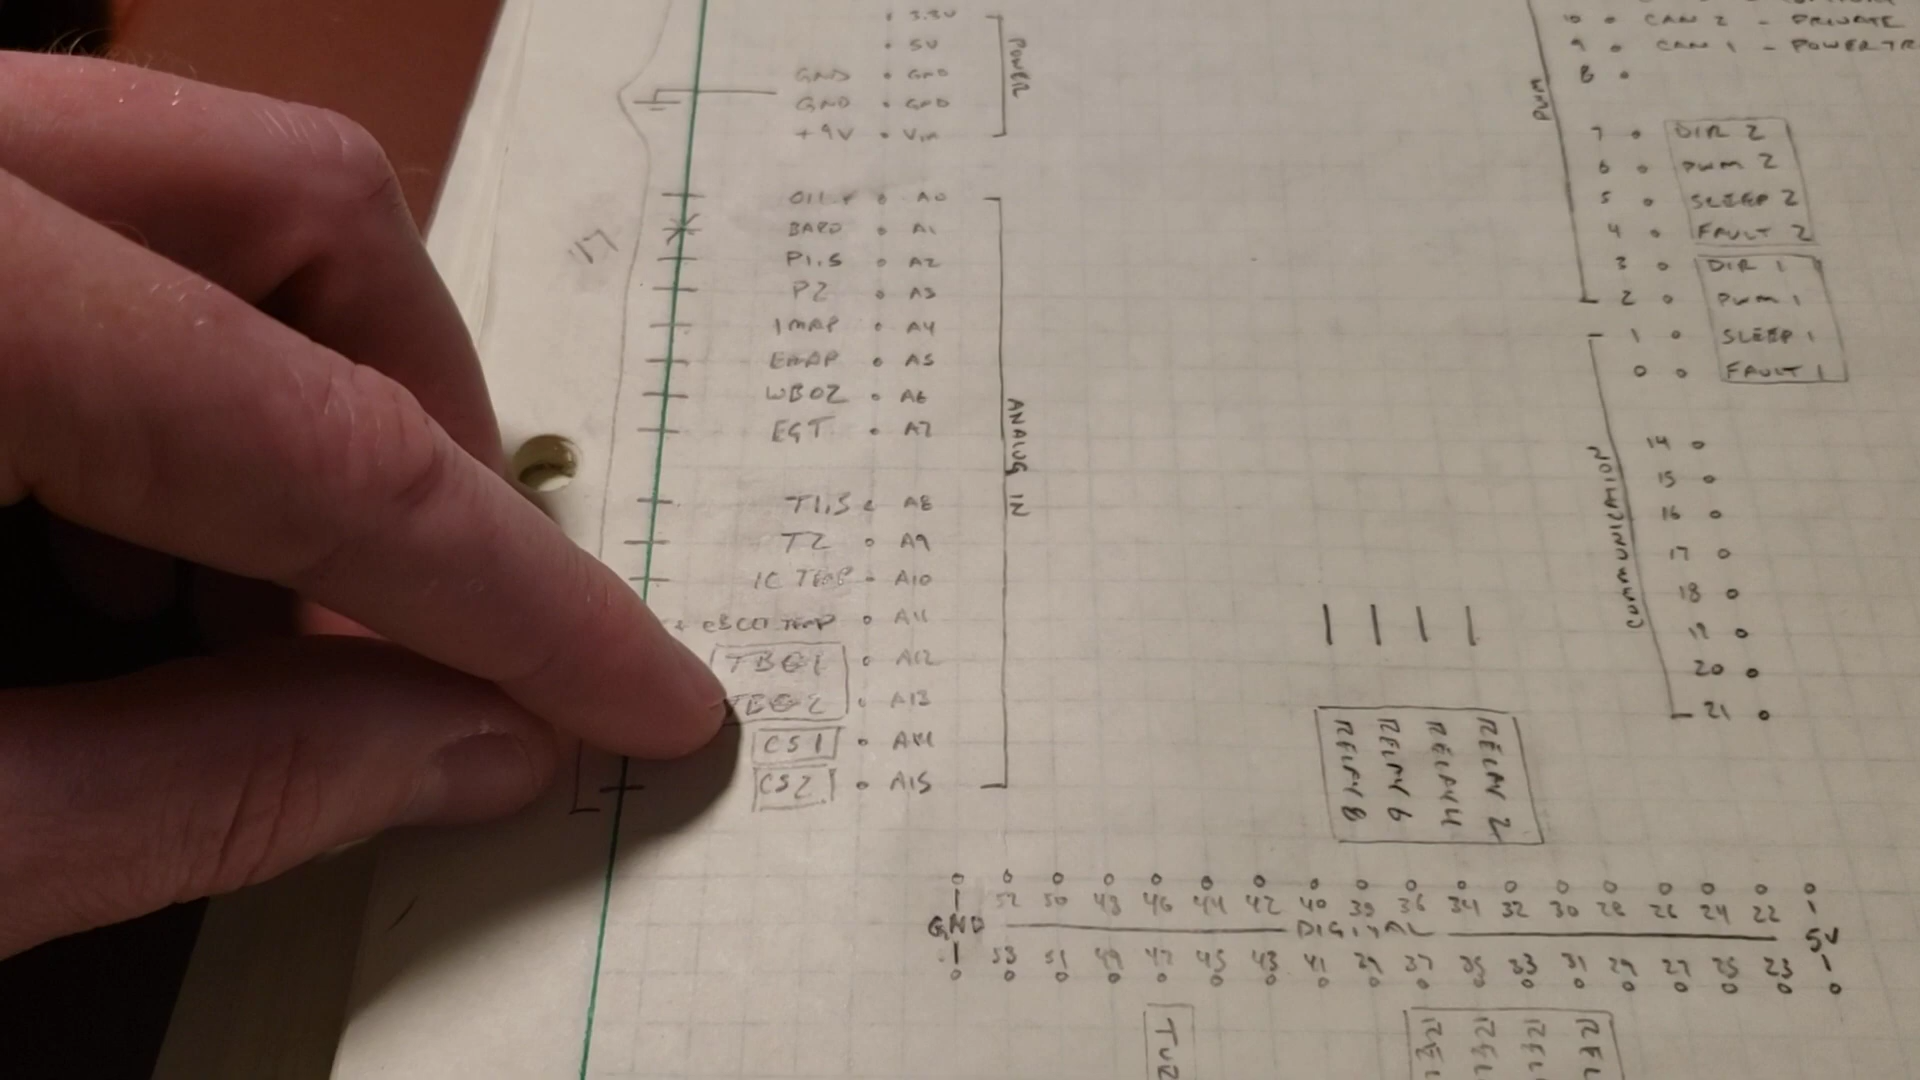 3.3V
5V
POWER
GND GND
GND GND
+9V Vin
OIL P A0
BARO A1
P1.5 A2
P2 A3
IMAP A4
EMAP A5
WBO2 A6
EGT A7
ANALOG IN
T1.5 A8
T2 A9
IC TEMP A10
TEMP A11
A12
A13
CS1 A14
CS2 A15
10 CAN 2 - PRIVATE
9 CAN 1 - POWERTR
8
PWM
7 DIR 2
6 PWM 2
5 SLEEP 2
4 FAULT 2
3 DIR 1
2 PWM 1
1 SLEEP 1
0 FAULT 1
COMMUNICATION
14
15
16
17
18
19
20
21
RELAY 8
RELAY 6
RELAY 4
RELAY 2
52 50 48 46 44 42 40 38 36 34 32 30 28 26 24 22
GND DIGITAL 5V
53 51 49 47 45 43 41 39 37 35 33 31 29 27 25 23